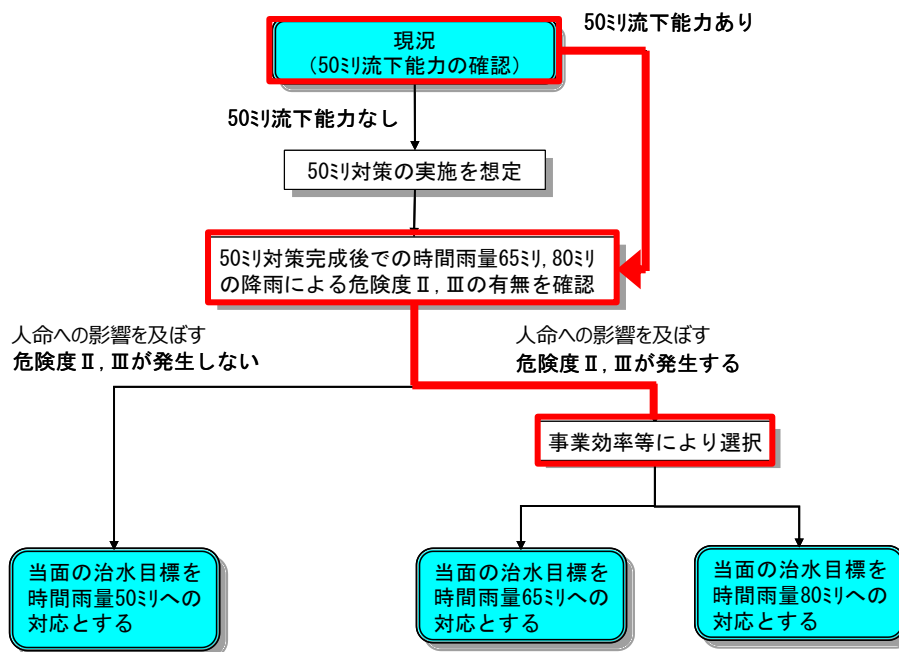 50ミリ流下能力あり
現況
（50ミリ流下能力の確認）
50ミリ流下能力なし
50ミリ対策の実施を想定
50ミリ対策完成後での時間雨量65ミリ,80ミリ
の降雨による危険度Ⅱ,Ⅲの有無を確認
人命への影響を及ぼす
危険度Ⅱ,Ⅲが発生しない
人命への影響を及ぼす
危険度Ⅱ,Ⅲが発生する
事業効率等により選択
当面の治水目標を
時間雨量50ミリへの
対応とする
当面の治水目標を
時間雨量65ミリへの
対応とする
当面の治水目標を
時間雨量80ミリへの
対応とする